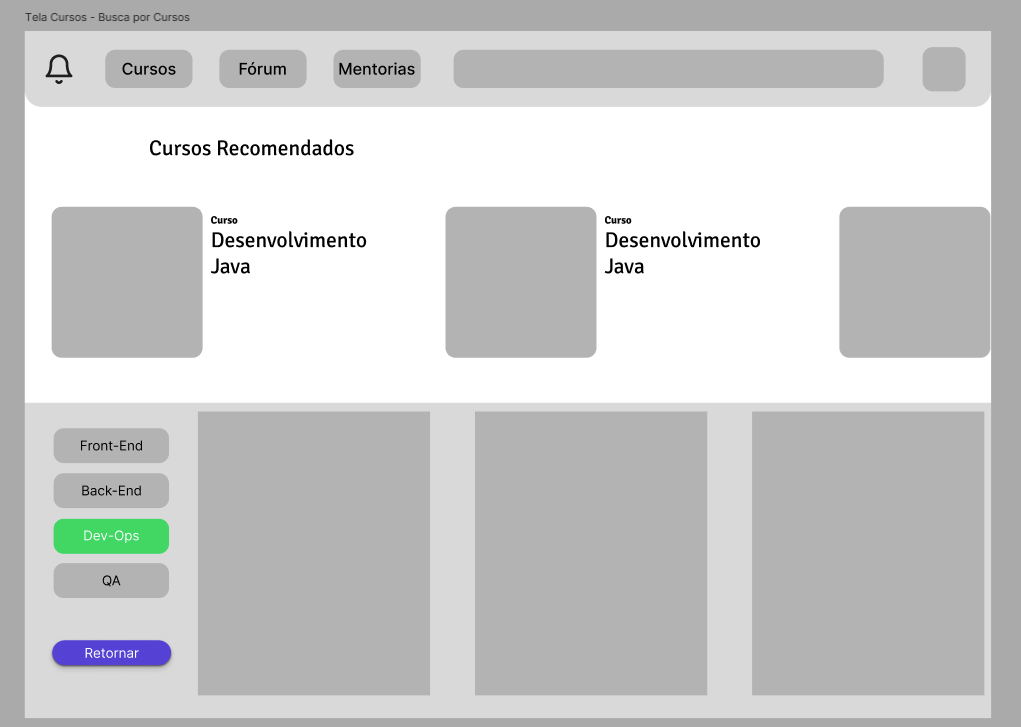 Tela Cursos - Busca por Cursos
Cursos
Fórum
Mentorias
Cursos Recomendados
Curso
Desenvolvimento
Java
Curso
Desenvolvimento
Java
Front-End
Back-End
Dev-Ops
QA
Retornar